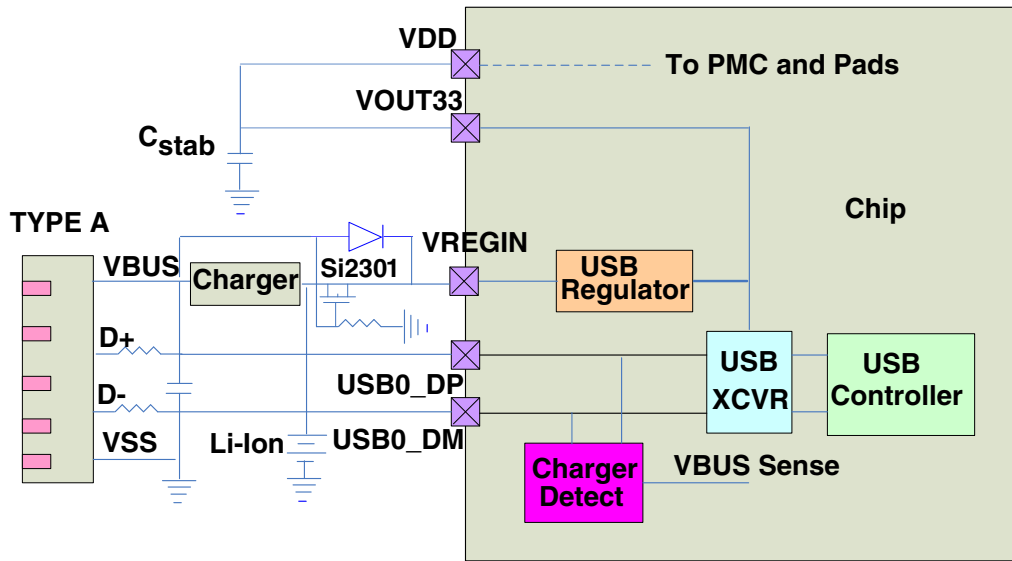 VDD
To PMC and Pads
VOUT33
Cstab
Chip
TYPE A
VREGIN
VBUS
Charger
Si2301
USB
Regulator
D+
USB
XCVR
USB
Controller
D-
USB0_DP
VSS
Li-Ion
USB0_DM
Charger
Detect
VBUS Sense